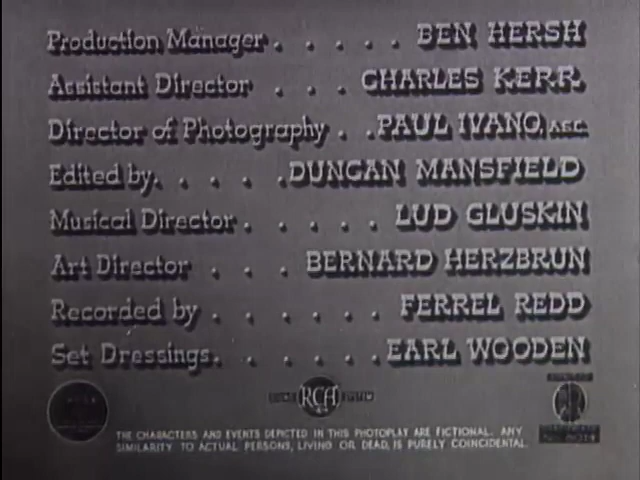 Production Manager. . . . . . BEN HERSH
Assistant Director . . . CHARLES KERR.
Director of Photography . . PAUL IVANO, A.S.C.
Edited by. . . . . .DUNCAN MANSFIELD
Musical Director. . . . . . LUD GLUSKIN
Art Director . . . BERNARD HERZBRUN
Recorded by . . . . . . FERREL REDD
Set Dressings. . . . . .EARL WOODEN
RCA
SYSTEM
THE CHARACTERS AND EVENTS DEPICTED IN THIS PHOTOPLAY ARE FICTIONAL. ANY
SIMILARITY TO ACTUAL PERSONS, LIVING OR DEAD, IS PURELY COINCIDENTAL.